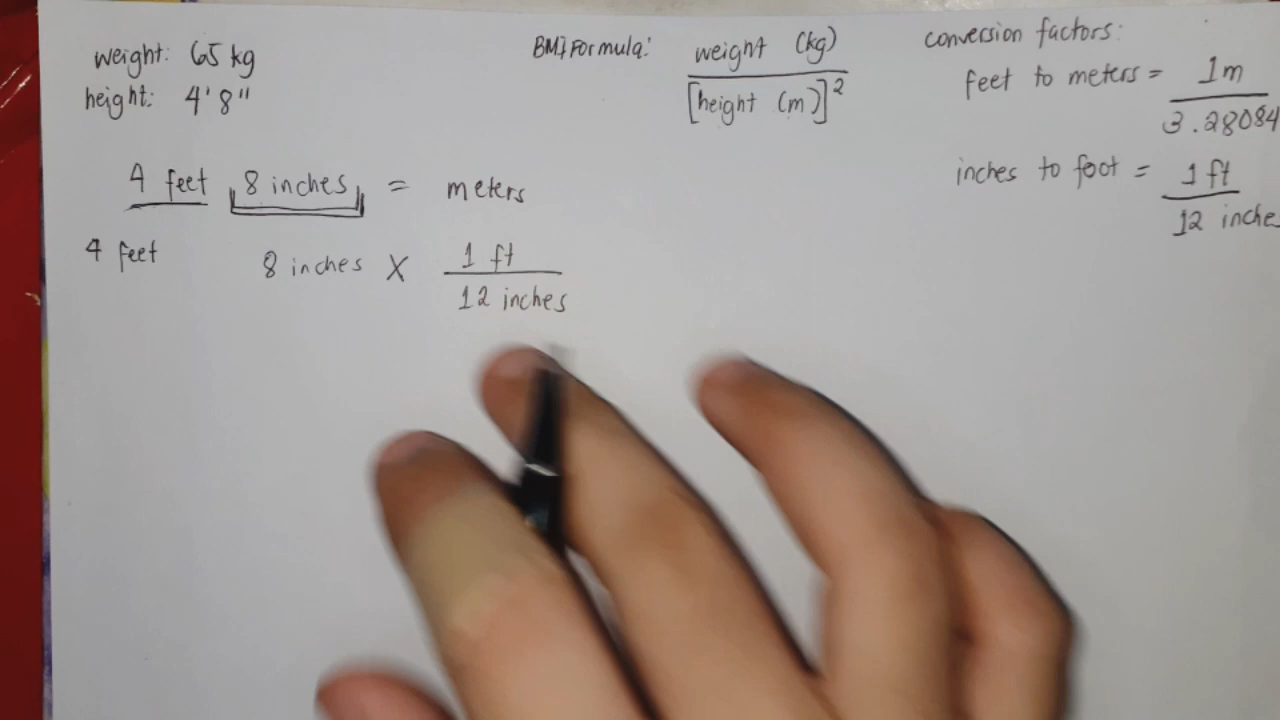 weight: 65 kg
height: 4'8"
BMI Formula: weight (kg)
[height (m)]²
conversion factors:
feet to meters = 1m
3.28084
inches to foot = 1 ft
12 inche
4 feet 8 inches = meters
4 feet 8 inches X 1 ft
12 inches